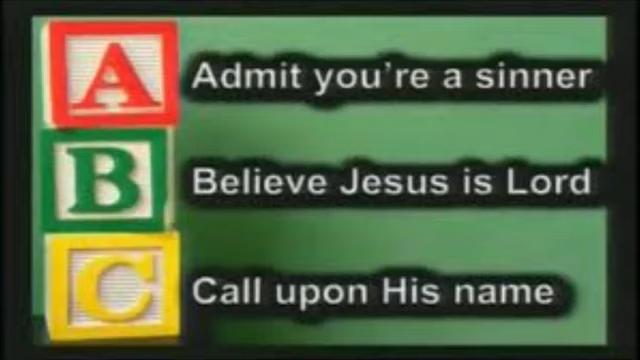 A Admit you're a sinner
B Believe Jesus is Lord
C Call upon His name